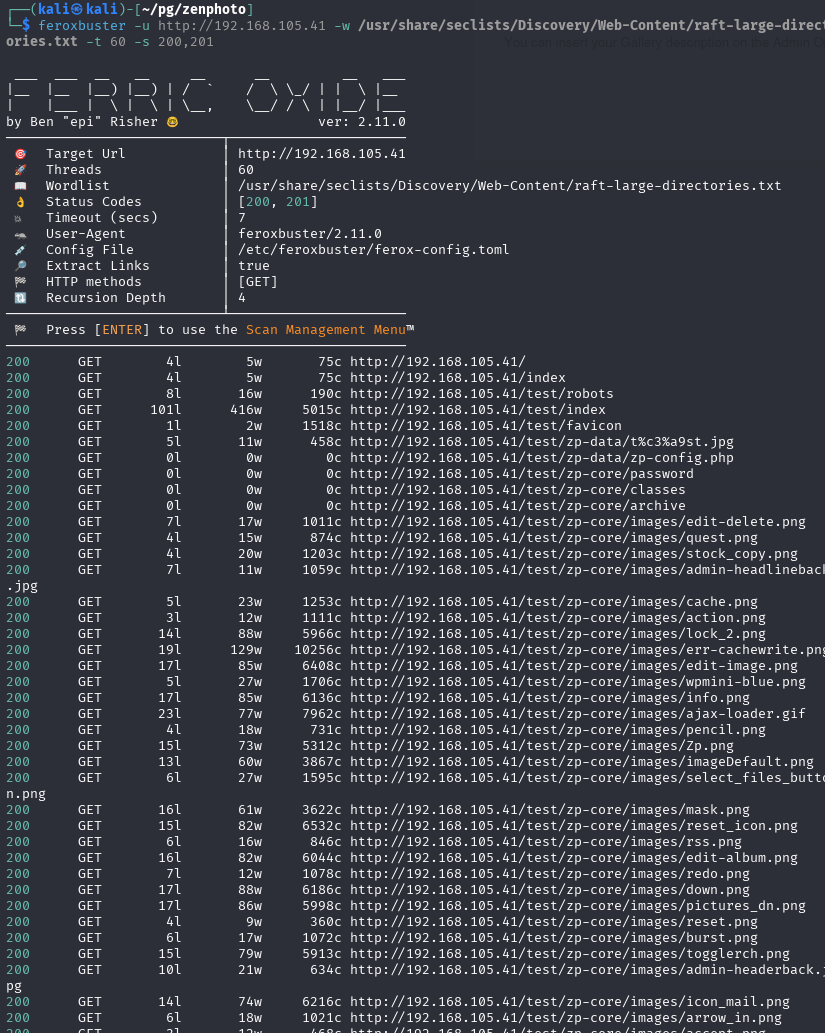 ┌──(kali㉿kali)-[~/pg/zenphoto]
└─$ feroxbuster -u http://192.168.105.41 -w /usr/share/seclists/Discovery/Web-Content/raft-large-direct
ories.txt -t 60 -s 200,201
___  ___  __   __     __      __         __   ___
|__  |__  |__) |__) | /  `    /  \ \_/ | |  \ |__
|    |___ |  \ |  \ | \__,    \__/ / \ | |__/ |___
by Ben "epi" Risher 🤓                 ver: 2.11.0
🎯 Target Url │ http://192.168.105.41
🚀 Threads │ 60
📖 Wordlist │ /usr/share/seclists/Discovery/Web-Content/raft-large-directories.txt
👌 Status Codes │ [200, 201]
💥 Timeout (secs) │ 7
🦡 User-Agent │ feroxbuster/2.11.0
💉 Config File │ /etc/feroxbuster/ferox-config.toml
🔎 Extract Links │ true
🏁 HTTP methods │ [GET]
🔃 Recursion Depth │ 4
🏁 Press [ENTER] to use the Scan Management Menu™
200 GET 4l 5w 75c http://192.168.105.41/
200 GET 4l 5w 75c http://192.168.105.41/index
200 GET 8l 16w 190c http://192.168.105.41/test/robots
200 GET 101l 416w 5015c http://192.168.105.41/test/index
200 GET 1l 2w 1518c http://192.168.105.41/test/favicon
200 GET 5l 11w 458c http://192.168.105.41/test/zp-data/t%c3%a9st.jpg
200 GET 0l 0w 0c http://192.168.105.41/test/zp-data/zp-config.php
200 GET 0l 0w 0c http://192.168.105.41/test/zp-core/password
200 GET 0l 0w 0c http://192.168.105.41/test/zp-core/classes
200 GET 0l 0w 0c http://192.168.105.41/test/zp-core/archive
200 GET 7l 17w 1011c http://192.168.105.41/test/zp-core/images/edit-delete.png
200 GET 4l 15w 874c http://192.168.105.41/test/zp-core/images/quest.png
200 GET 4l 20w 1203c http://192.168.105.41/test/zp-core/images/stock_copy.png
200 GET 7l 11w 1059c http://192.168.105.41/test/zp-core/images/admin-headlineback
.jpg
200 GET 5l 23w 1253c http://192.168.105.41/test/zp-core/images/cache.png
200 GET 3l 12w 1111c http://192.168.105.41/test/zp-core/images/action.png
200 GET 14l 88w 5966c http://192.168.105.41/test/zp-core/images/lock_2.png
200 GET 19l 129w 10256c http://192.168.105.41/test/zp-core/images/err-cachewrite.png
200 GET 17l 85w 6408c http://192.168.105.41/test/zp-core/images/edit-image.png
200 GET 5l 27w 1706c http://192.168.105.41/test/zp-core/images/wpmini-blue.png
200 GET 17l 85w 6136c http://192.168.105.41/test/zp-core/images/info.png
200 GET 23l 77w 7962c http://192.168.105.41/test/zp-core/images/ajax-loader.gif
200 GET 4l 18w 731c http://192.168.105.41/test/zp-core/images/pencil.png
200 GET 15l 73w 5312c http://192.168.105.41/test/zp-core/images/Zp.png
200 GET 13l 60w 3867c http://192.168.105.41/test/zp-core/images/imageDefault.png
200 GET 6l 27w 1595c http://192.168.105.41/test/zp-core/images/select_files_butto
n.png
200 GET 16l 61w 3622c http://192.168.105.41/test/zp-core/images/mask.png
200 GET 15l 82w 6532c http://192.168.105.41/test/zp-core/images/reset_icon.png
200 GET 6l 16w 846c http://192.168.105.41/test/zp-core/images/rss.png
200 GET 16l 82w 6044c http://192.168.105.41/test/zp-core/images/edit-album.png
200 GET 7l 12w 1078c http://192.168.105.41/test/zp-core/images/redo.png
200 GET 17l 88w 6186c http://192.168.105.41/test/zp-core/images/down.png
200 GET 17l 86w 5998c http://192.168.105.41/test/zp-core/images/pictures_dn.png
200 GET 4l 9w 360c http://192.168.105.41/test/zp-core/images/reset.png
200 GET 6l 17w 1072c http://192.168.105.41/test/zp-core/images/burst.png
200 GET 15l 79w 5913c http://192.168.105.41/test/zp-core/images/togglerch.png
200 GET 10l 21w 634c http://192.168.105.41/test/zp-core/images/admin-headerback.j
pg
200 GET 14l 74w 6216c http://192.168.105.41/test/zp-core/images/icon_mail.png
200 GET 6l 18w 1021c http://192.168.105.41/test/zp-core/images/arrow_in.png